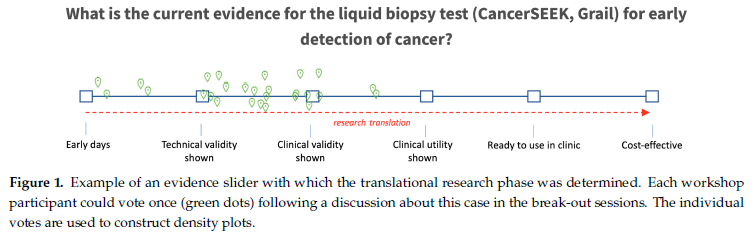 What is the current evidence for the liquid biopsy test (CancerSEEK, Grail) for early
detection of cancer?
research translation
Early days
Technical validity
shown
Clinical validity
shown
Clinical utility
shown
Ready to use in clinic
Cost-effective
Figure 1. Example of an evidence slider with which the translational research phase was determined. Each workshop
participant could vote once (green dots) following a discussion about this case in the break-out sessions. The individual
votes are used to construct density plots.